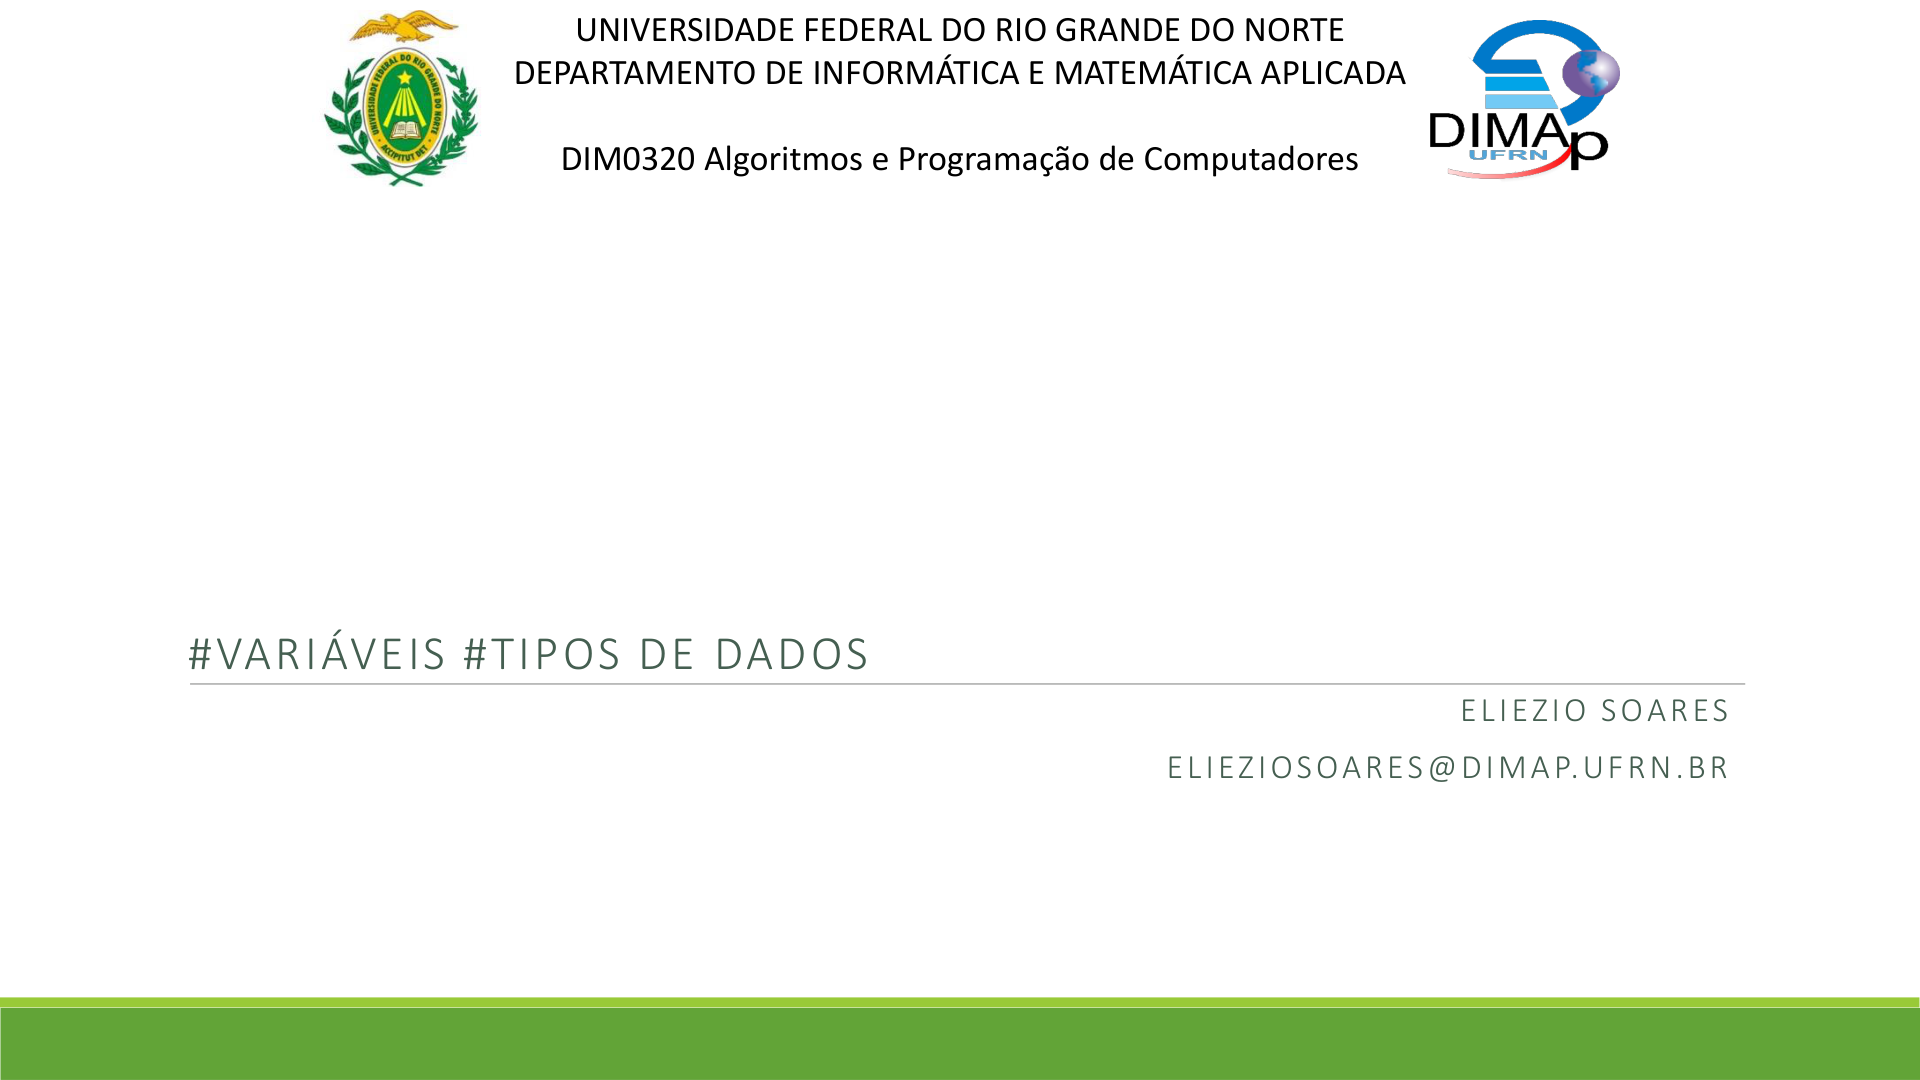 UNIVERSIDADE FEDERAL DO RIO GRANDE DO NORTE
DEPARTAMENTO DE INFORMÁTICA E MATEMÁTICA APLICADA
DIM0320 Algoritmos e Programação de Computadores
UNIVERSIDADE FEDERAL DO RIO GRANDE DO NORTE
ACCIPITUT DET
DIMAp
UFRN
#VARIÁVEIS #TIPOS DE DADOS
ELIEZIO SOARES
ELIEZIOSOARES@DIMAP.UFRN.BR